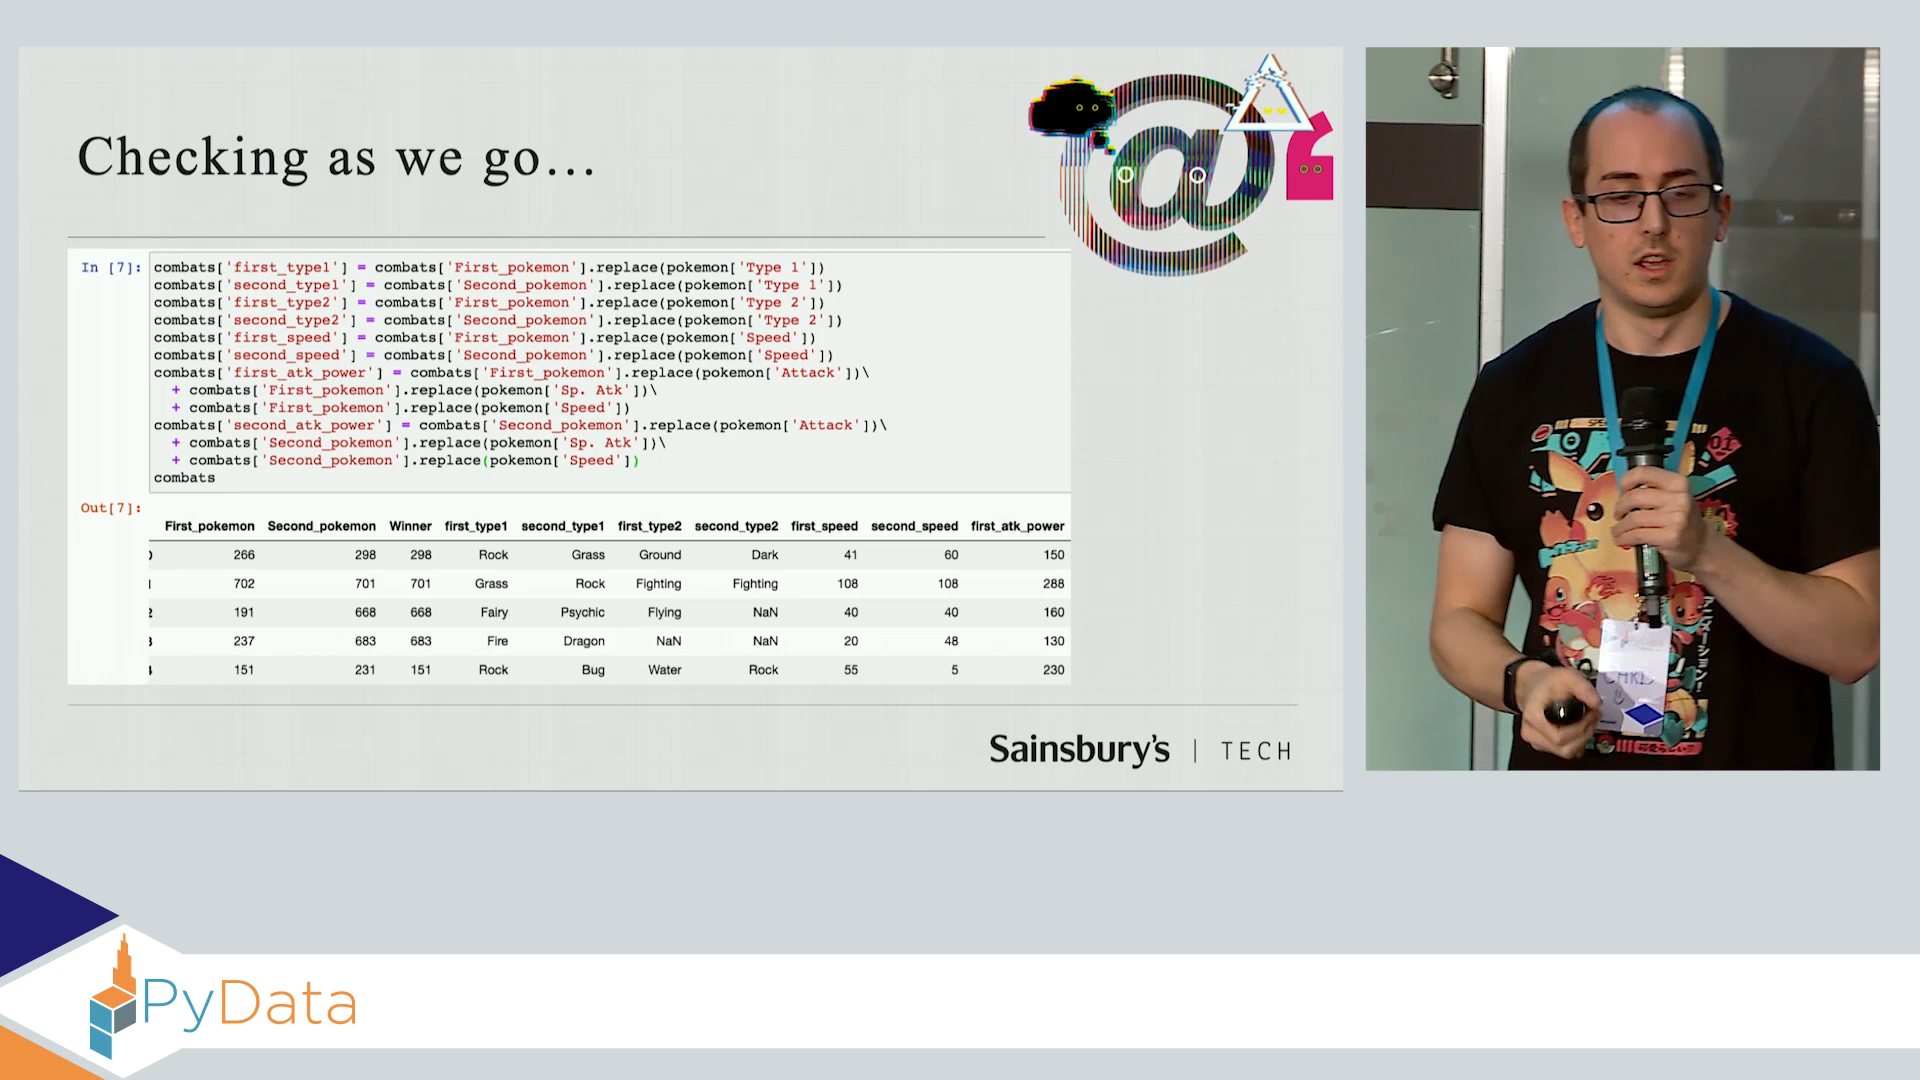 Checking as we go...
In [7]:
combats['first_type1'] = combats['First_pokemon'].replace(pokemon['Type 1'])
combats['second_type1'] = combats['Second_pokemon'].replace(pokemon['Type 1'])
combats['first_type2'] = combats['First_pokemon'].replace(pokemon['Type 2'])
combats['second_type2'] = combats['Second_pokemon'].replace(pokemon['Type 2'])
combats['first_speed'] = combats['First_pokemon'].replace(pokemon['Speed'])
combats['second_speed'] = combats['Second_pokemon'].replace(pokemon['Speed'])
combats['first_atk_power'] = combats['First_pokemon'].replace(pokemon['Attack'])\
+ combats['First_pokemon'].replace(pokemon['Sp. Atk'])\
+ combats['First_pokemon'].replace(pokemon['Speed'])
combats['second_atk_power'] = combats['Second_pokemon'].replace(pokemon['Attack'])\
+ combats['Second_pokemon'].replace(pokemon['Sp. Atk'])\
+ combats['Second_pokemon'].replace(pokemon['Speed'])
combats
Out[7]:
First_pokemon Second_pokemon Winner first_type1 second_type1 first_type2 second_type2 first_speed second_speed first_atk_power
266 298 298 Rock Grass Ground Dark 41 60 150
702 701 701 Grass Rock Fighting Fighting 108 108 288
191 668 668 Fairy Psychic Flying NaN 40 40 160
237 683 683 Fire Dragon NaN NaN 20 48 130
151 231 151 Rock Bug Water Rock 55 5 230
Sainsbury's | TECH
CHRIS
PyData